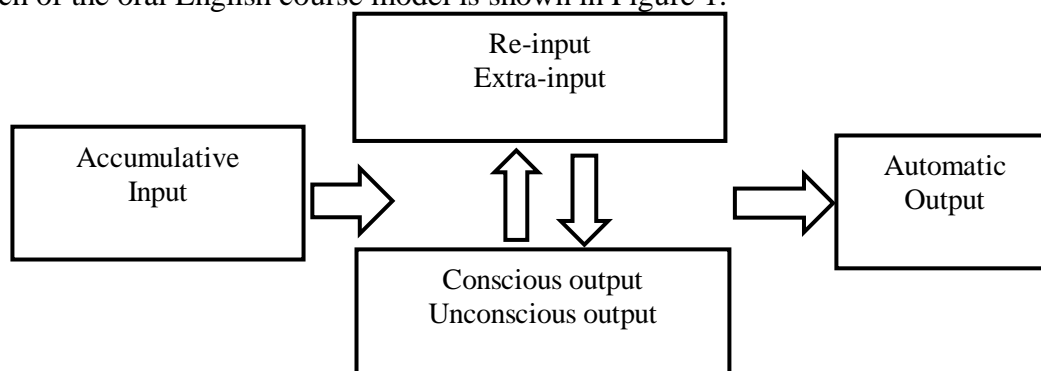 of the oral English course model is shown in Figure 1.
Re-input
Extra-input
Accumulative
Input
Automatic
Output
Conscious output
Unconscious output